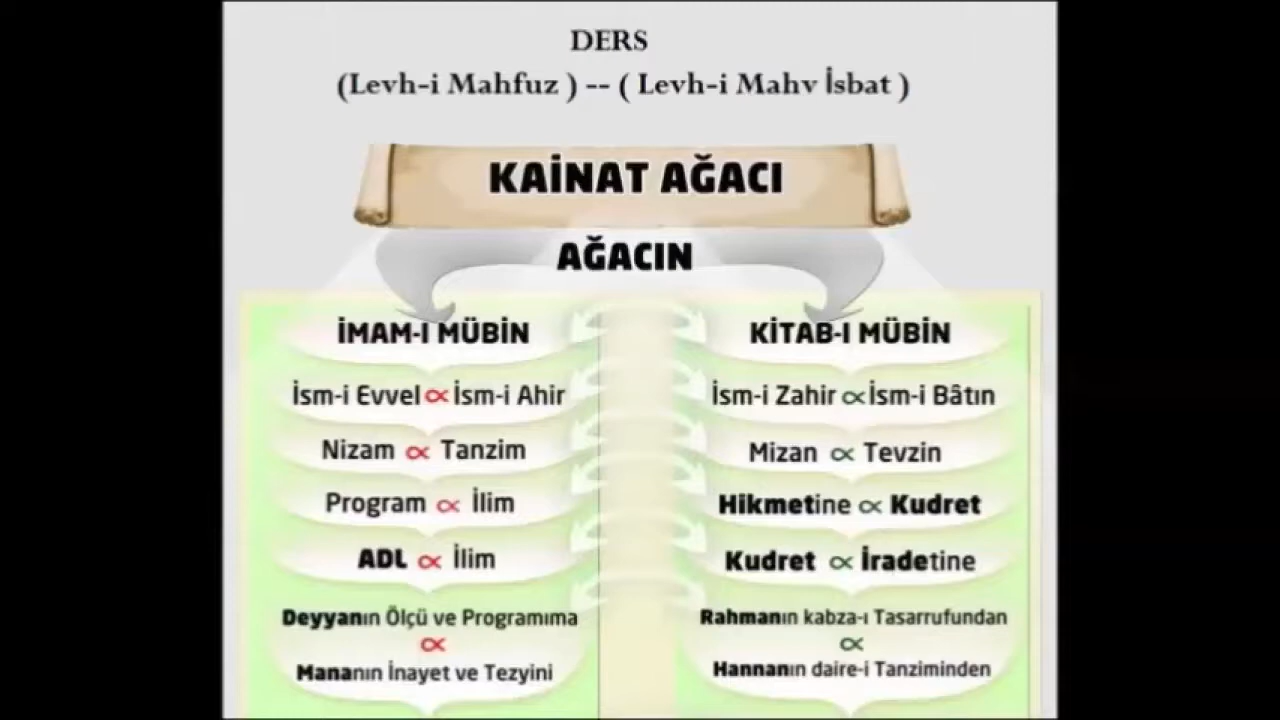 DERS
(Levh-i Mahfuz ) -- ( Levh-i Mahv İsbat )
KAİNAT AĞACI
AĞACIN
İMAM-I MÜBİN
İsm-i Evvel ∝ İsm-i Ahir
Nizam ∝ Tanzim
Program ∝ İlim
ADL ∝ İlim
Deyyanın Ölçü ve Programıma
∝
Mananın İnayet ve Tezyini
KİTAB-I MÜBİN
İsm-i Zahir ∝ İsm-i Bâtın
Mizan ∝ Tevzin
Hikmetine ∝ Kudret
Kudret ∝ İradetine
Rahmanın kabza-ı Tasarrufundan
∝
Hannanın daire-i Tanziminden